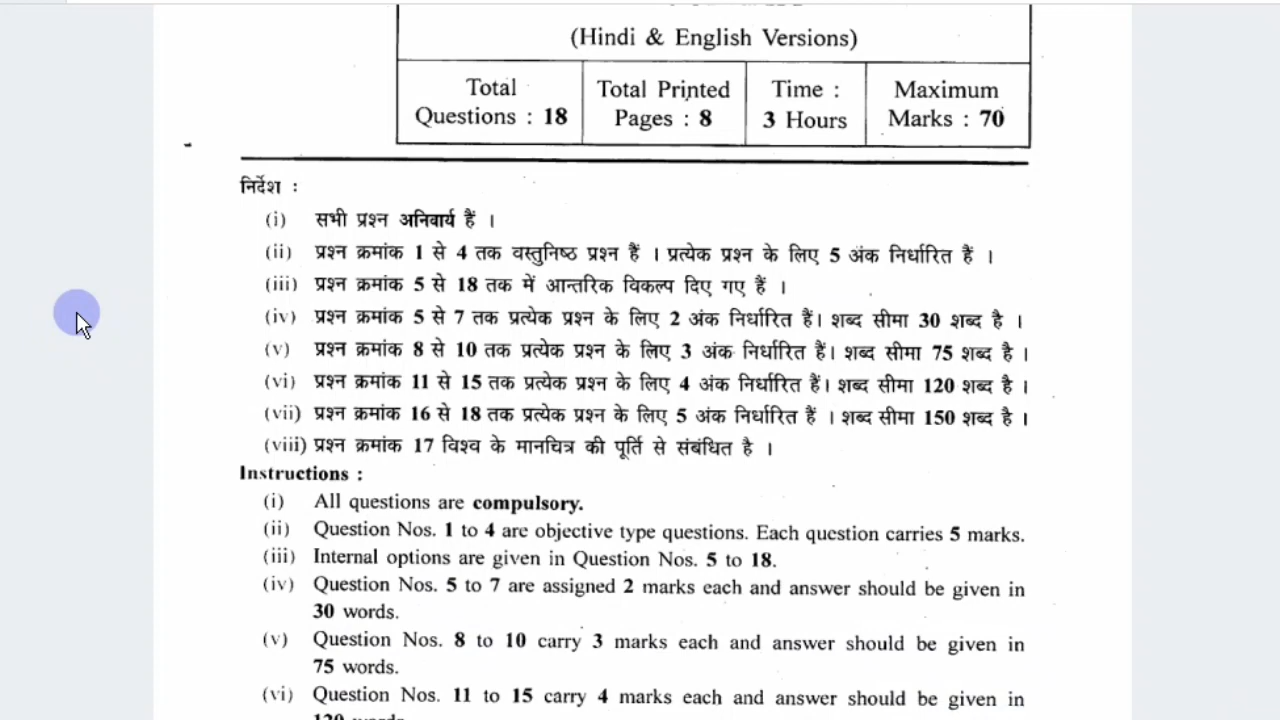 (Hindi & English Versions)
Total Questions : 18
Total Printed Pages : 8
Time : 3 Hours
Maximum Marks : 70
निर्देश :
(i) सभी प्रश्न अनिवार्य हैं ।
(ii) प्रश्न क्रमांक 1 से 4 तक वस्तुनिष्ठ प्रश्न हैं । प्रत्येक प्रश्न के लिए 5 अंक निर्धारित हैं ।
(iii) प्रश्न क्रमांक 5 से 18 तक में आन्तरिक विकल्प दिए गए हैं ।
(iv) प्रश्न क्रमांक 5 से 7 तक प्रत्येक प्रश्न के लिए 2 अंक निर्धारित हैं। शब्द सीमा 30 शब्द है ।
(v) प्रश्न क्रमांक 8 से 10 तक प्रत्येक प्रश्न के लिए 3 अंक निर्धारित हैं। शब्द सीमा 75 शब्द है ।
(vi) प्रश्न क्रमांक 11 से 15 तक प्रत्येक प्रश्न के लिए 4 अंक निर्धारित हैं। शब्द सीमा 120 शब्द है ।
(vii) प्रश्न क्रमांक 16 से 18 तक प्रत्येक प्रश्न के लिए 5 अंक निर्धारित हैं । शब्द सीमा 150 शब्द है ।
(viii) प्रश्न क्रमांक 17 विश्व के मानचित्र की पूर्ति से संबंधित है ।
Instructions :
(i) All questions are compulsory.
(ii) Question Nos. 1 to 4 are objective type questions. Each question carries 5 marks.
(iii) Internal options are given in Question Nos. 5 to 18.
(iv) Question Nos. 5 to 7 are assigned 2 marks each and answer should be given in
30 words.
(v) Question Nos. 8 to 10 carry 3 marks each and answer should be given in
75 words.
(vi) Question Nos. 11 to 15 carry 4 marks each and answer should be given in
120 words.